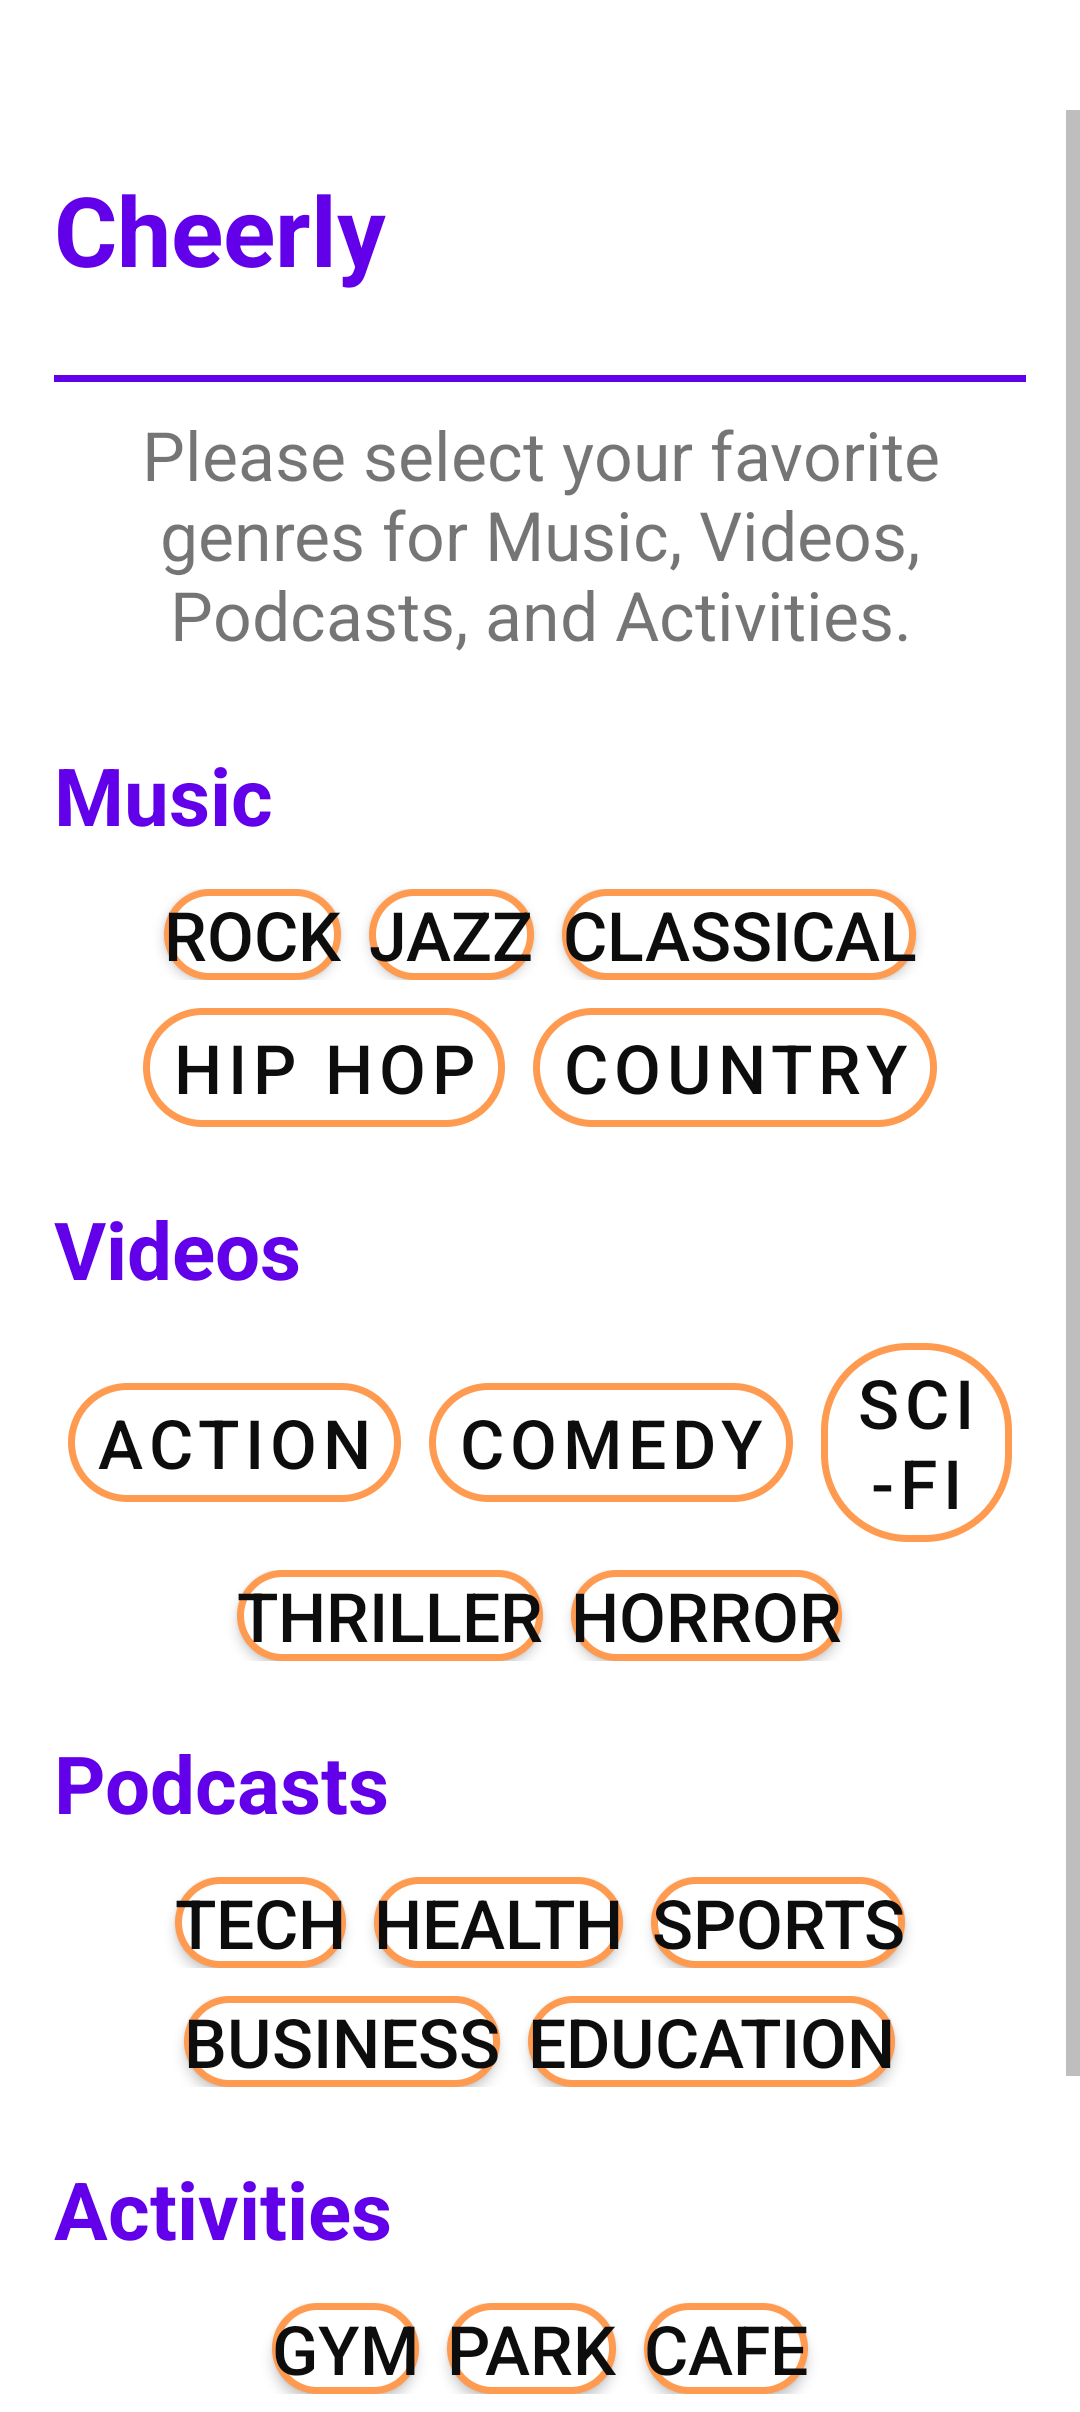 Cheerly
Please select your favorite
genres for Music, Videos,
Podcasts, and Activities.
Music
ROCK JAZZ CLASSICAL
HIP HOP COUNTRY
Videos
ACTION COMEDY SCI
-FI
THRILLER HORROR
Podcasts
TECH HEALTH SPORTS
BUSINESS EDUCATION
Activities
GYM PARK CAFE